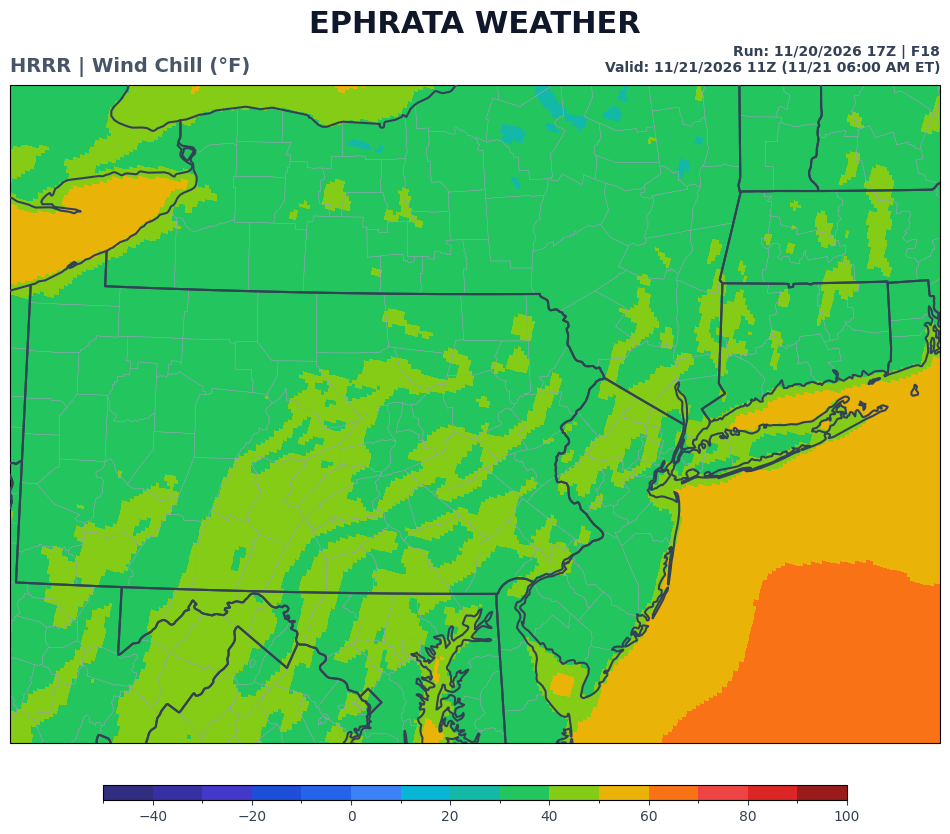 EPHRATA WEATHER
HRRR | Wind Chill (°F)
Run: 11/20/2026 17Z | F18
Valid: 11/21/2026 11Z (11/21 06:00 AM ET)
−40 −20 0 20 40 60 80 100